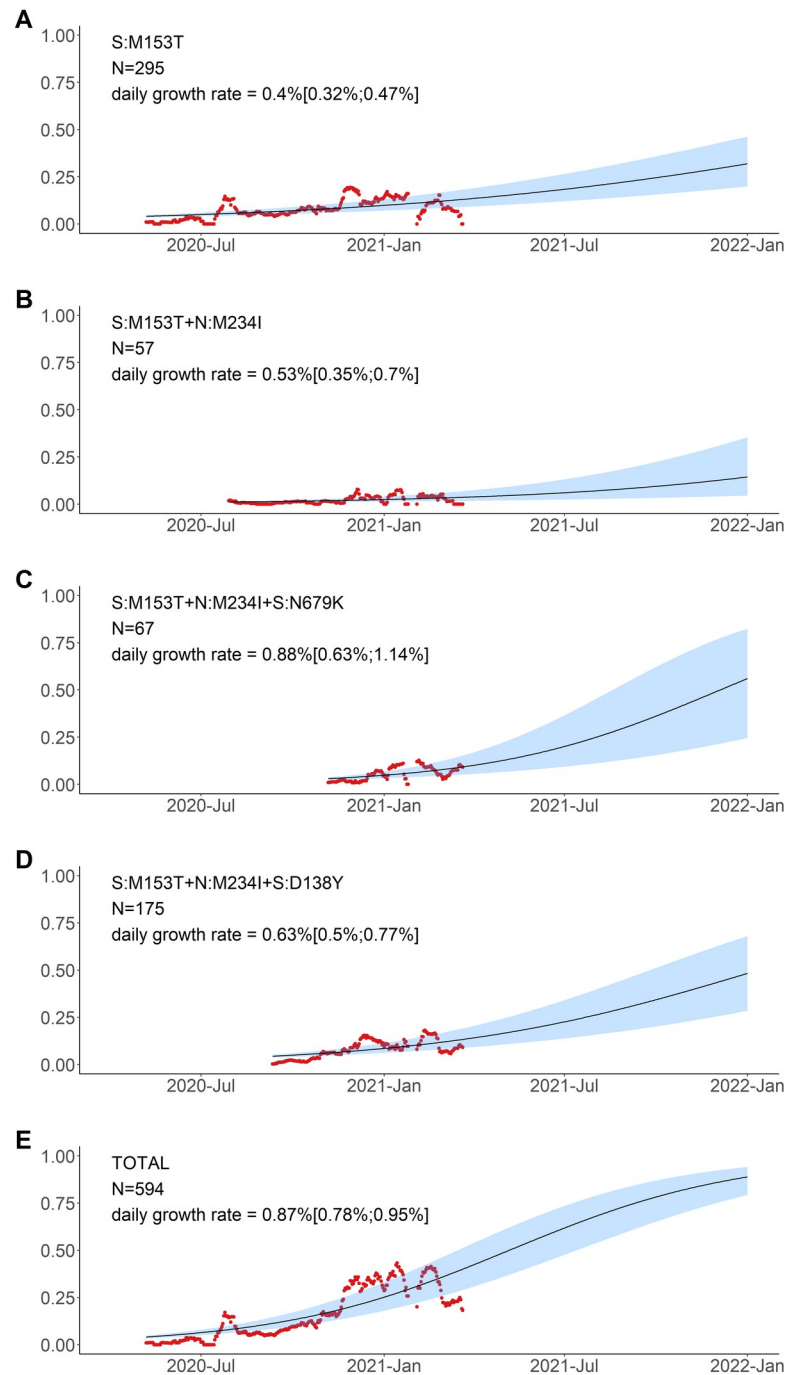 A
1.00
S:M153T
N=295
0.75
daily growth rate = 0.4%[0.32%;0.47%]
0.50
0.25
0.00
2020-Jul 2021-Jan 2021-Jul 2022-Jan
B
1.00
S:M153T+N:M234I
N=57
0.75
daily growth rate = 0.53%[0.35%;0.7%]
0.50
0.25
0.00
2020-Jul 2021-Jan 2021-Jul 2022-Jan
C
1.00
S:M153T+N:M234I+S:N679K
N=67
0.75
daily growth rate = 0.88%[0.63%;1.14%]
0.50
0.25
0.00
2020-Jul 2021-Jan 2021-Jul 2022-Jan
D
1.00
S:M153T+N:M234I+S:D138Y
N=175
0.75
daily growth rate = 0.63%[0.5%;0.77%]
0.50
0.25
0.00
2020-Jul 2021-Jan 2021-Jul 2022-Jan
E
1.00
TOTAL
N=594
0.75
daily growth rate = 0.87%[0.78%;0.95%]
0.50
0.25
0.00
2020-Jul 2021-Jan 2021-Jul 2022-Jan